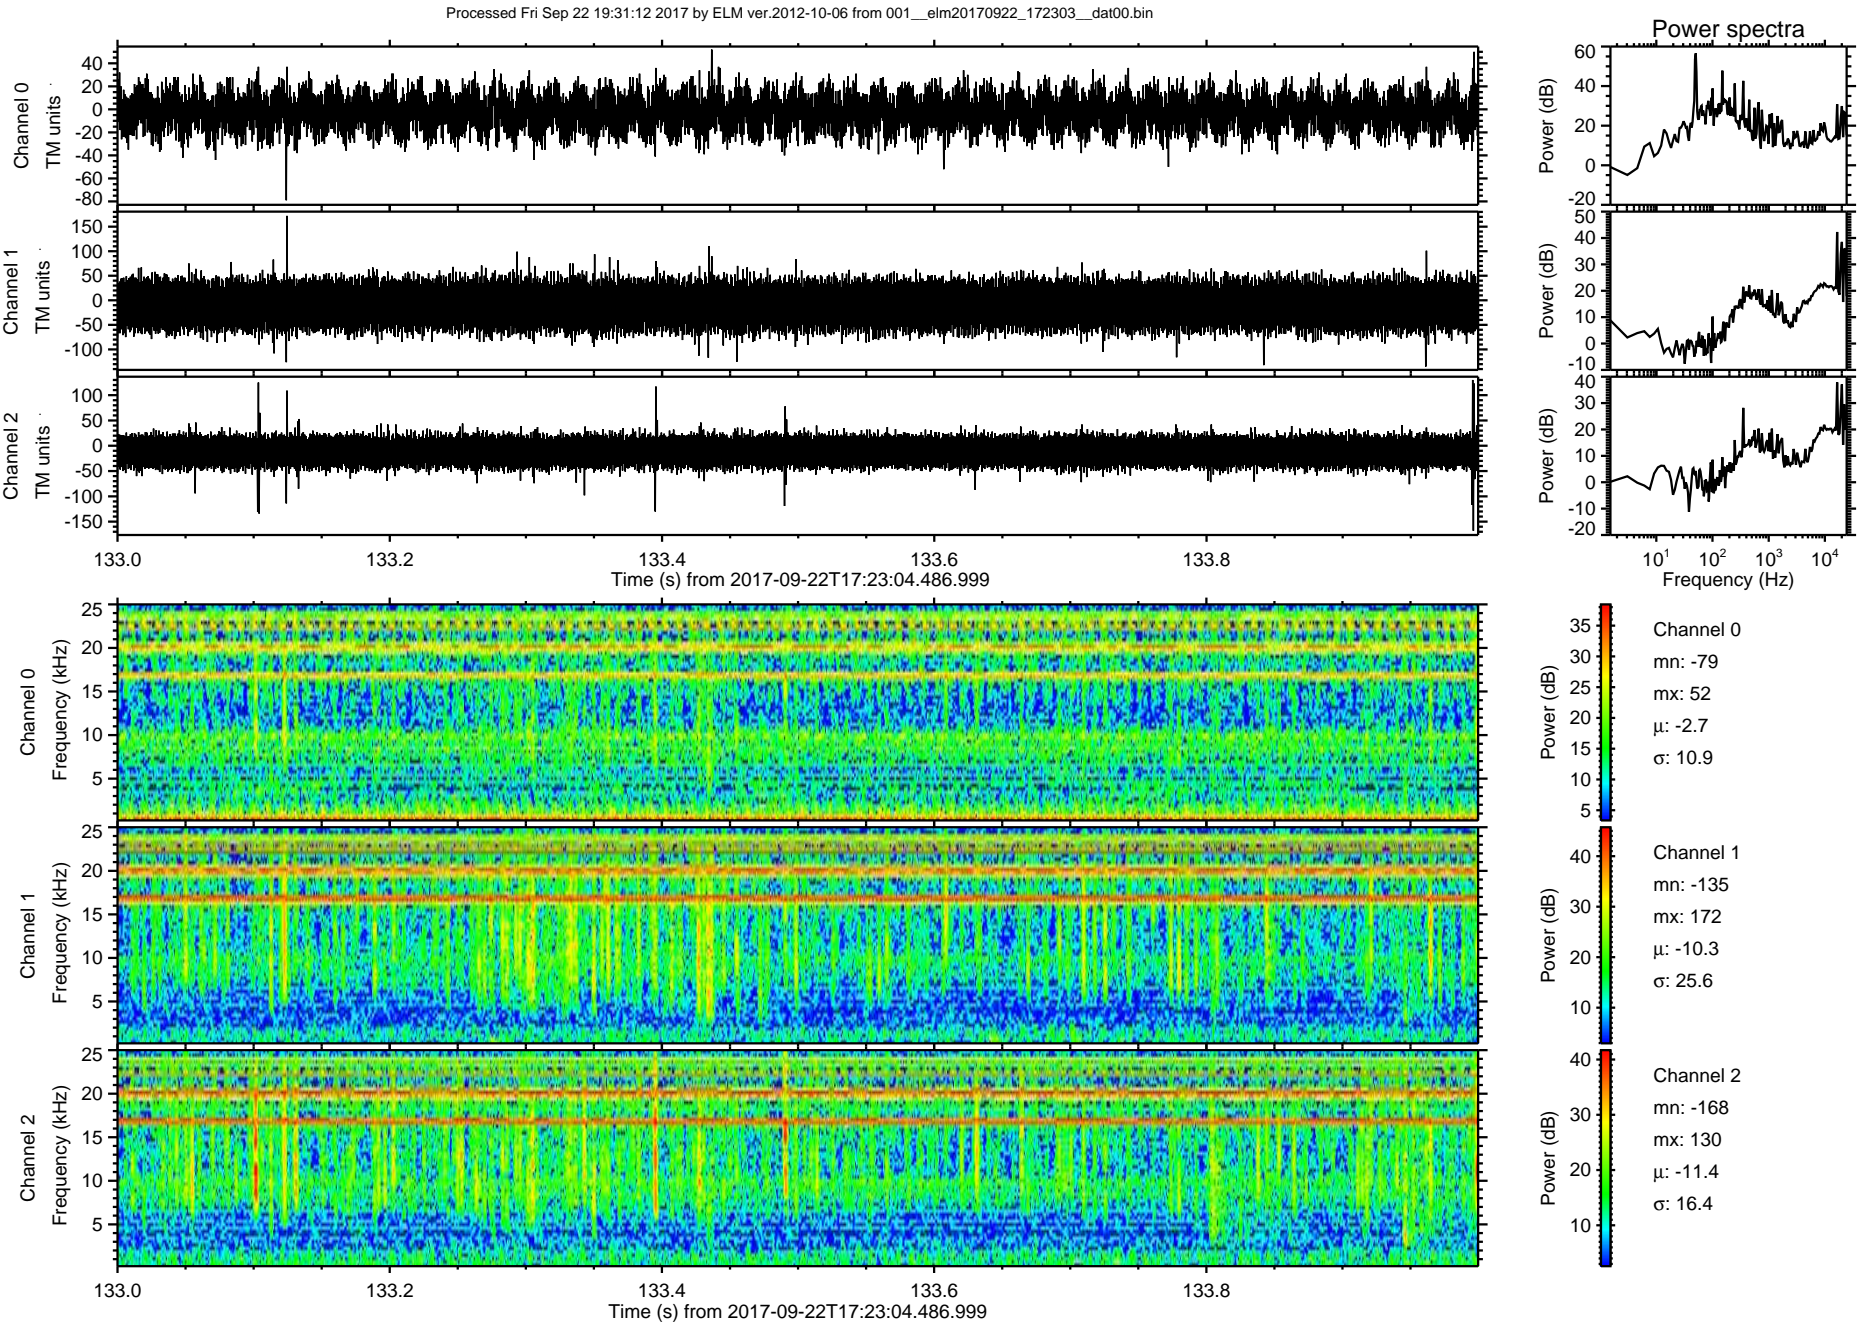 Processed Fri Sep 22 19:31:12 2017 by ELM ver.2012-10-06 from 001__elm20170922_172303__dat00.bin
Power spectra
Channel 0
TM units
40
20
0
-20
-40
-60
-80
Power (dB)
60
40
20
0
-20
Channel 1
TM units
150
100
50
0
-50
-100
Power (dB)
50
40
30
20
10
0
-10
Channel 2
TM units
100
50
0
-50
-100
-150
Power (dB)
40
30
20
10
0
-10
-20
133.0 133.2 133.4 133.6 133.8
Time (s) from 2017-09-22T17:23:04.486.999
10¹ 10² 10³ 10⁴
Frequency (Hz)
Channel 0
Frequency (kHz)
25
20
15
10
5
Power (dB)
35
30
25
20
15
10
5
Channel 0
mn: -79
mx: 52
μ: -2.7
σ: 10.9
Channel 1
Frequency (kHz)
25
20
15
10
5
Power (dB)
40
30
20
10
Channel 1
mn: -135
mx: 172
μ: -10.3
σ: 25.6
Channel 2
Frequency (kHz)
25
20
15
10
5
Power (dB)
40
30
20
10
Channel 2
mn: -168
mx: 130
μ: -11.4
σ: 16.4
133.0 133.2 133.4 133.6 133.8
Time (s) from 2017-09-22T17:23:04.486.999